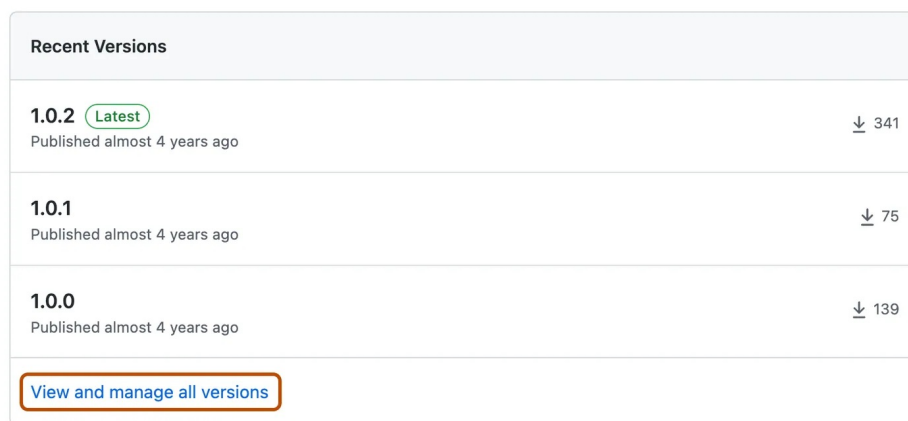 Recent Versions
1.0.2 Latest
Published almost 4 years ago
341
1.0.1
Published almost 4 years ago
75
1.0.0
Published almost 4 years ago
139
View and manage all versions